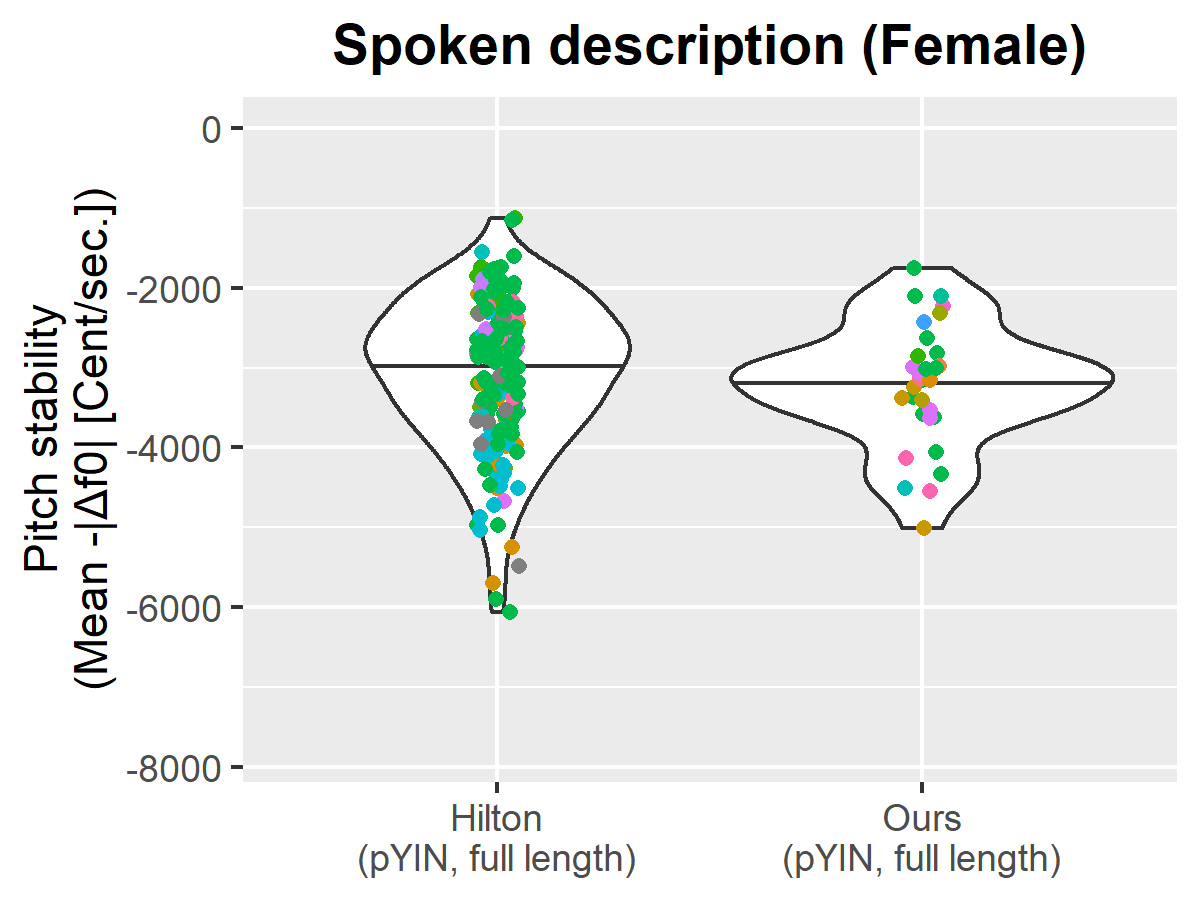 Spoken description (Female)
Pitch stability
(Mean -|Δf0| [Cent/sec.])
0
-2000
-4000
-6000
-8000
Hilton
(pYIN, full length)
Ours
(pYIN, full length)